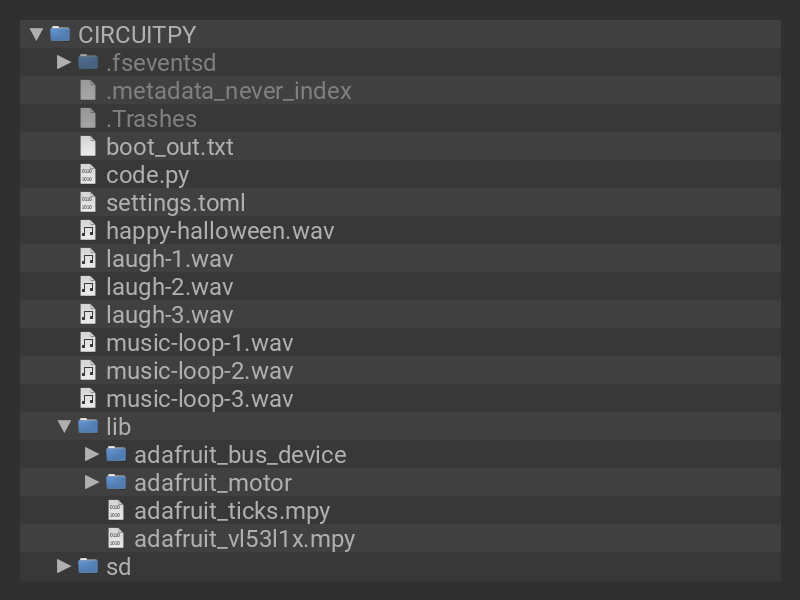 CIRCUITPY
.fseventsd
.metadata_never_index
.Trashes
boot_out.txt
code.py
settings.toml
happy-halloween.wav
laugh-1.wav
laugh-2.wav
laugh-3.wav
music-loop-1.wav
music-loop-2.wav
music-loop-3.wav
lib
adafruit_bus_device
adafruit_motor
adafruit_ticks.mpy
adafruit_vl53l1x.mpy
sd